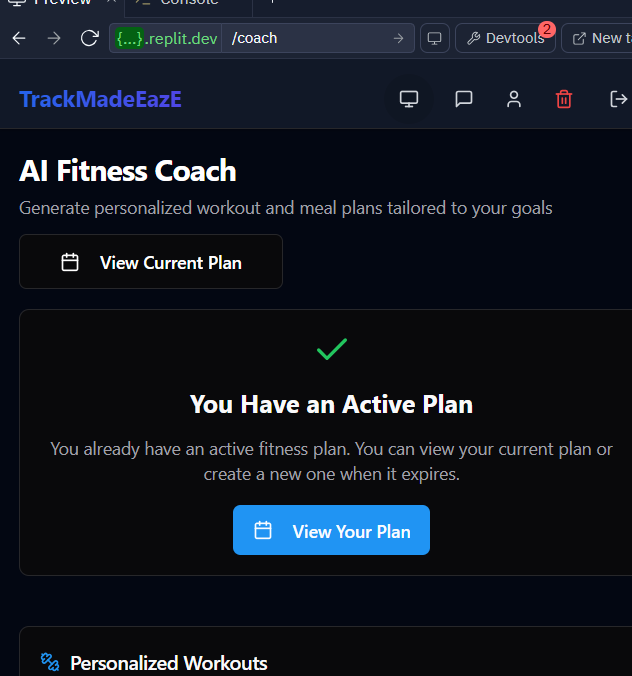 Preview
Console
{...}.replit.dev /coach Devtools 2 New ta
TrackMadeEazE
AI Fitness Coach
Generate personalized workout and meal plans tailored to your goals
View Current Plan
You Have an Active Plan
You already have an active fitness plan. You can view your current plan or
create a new one when it expires.
View Your Plan
Personalized Workouts